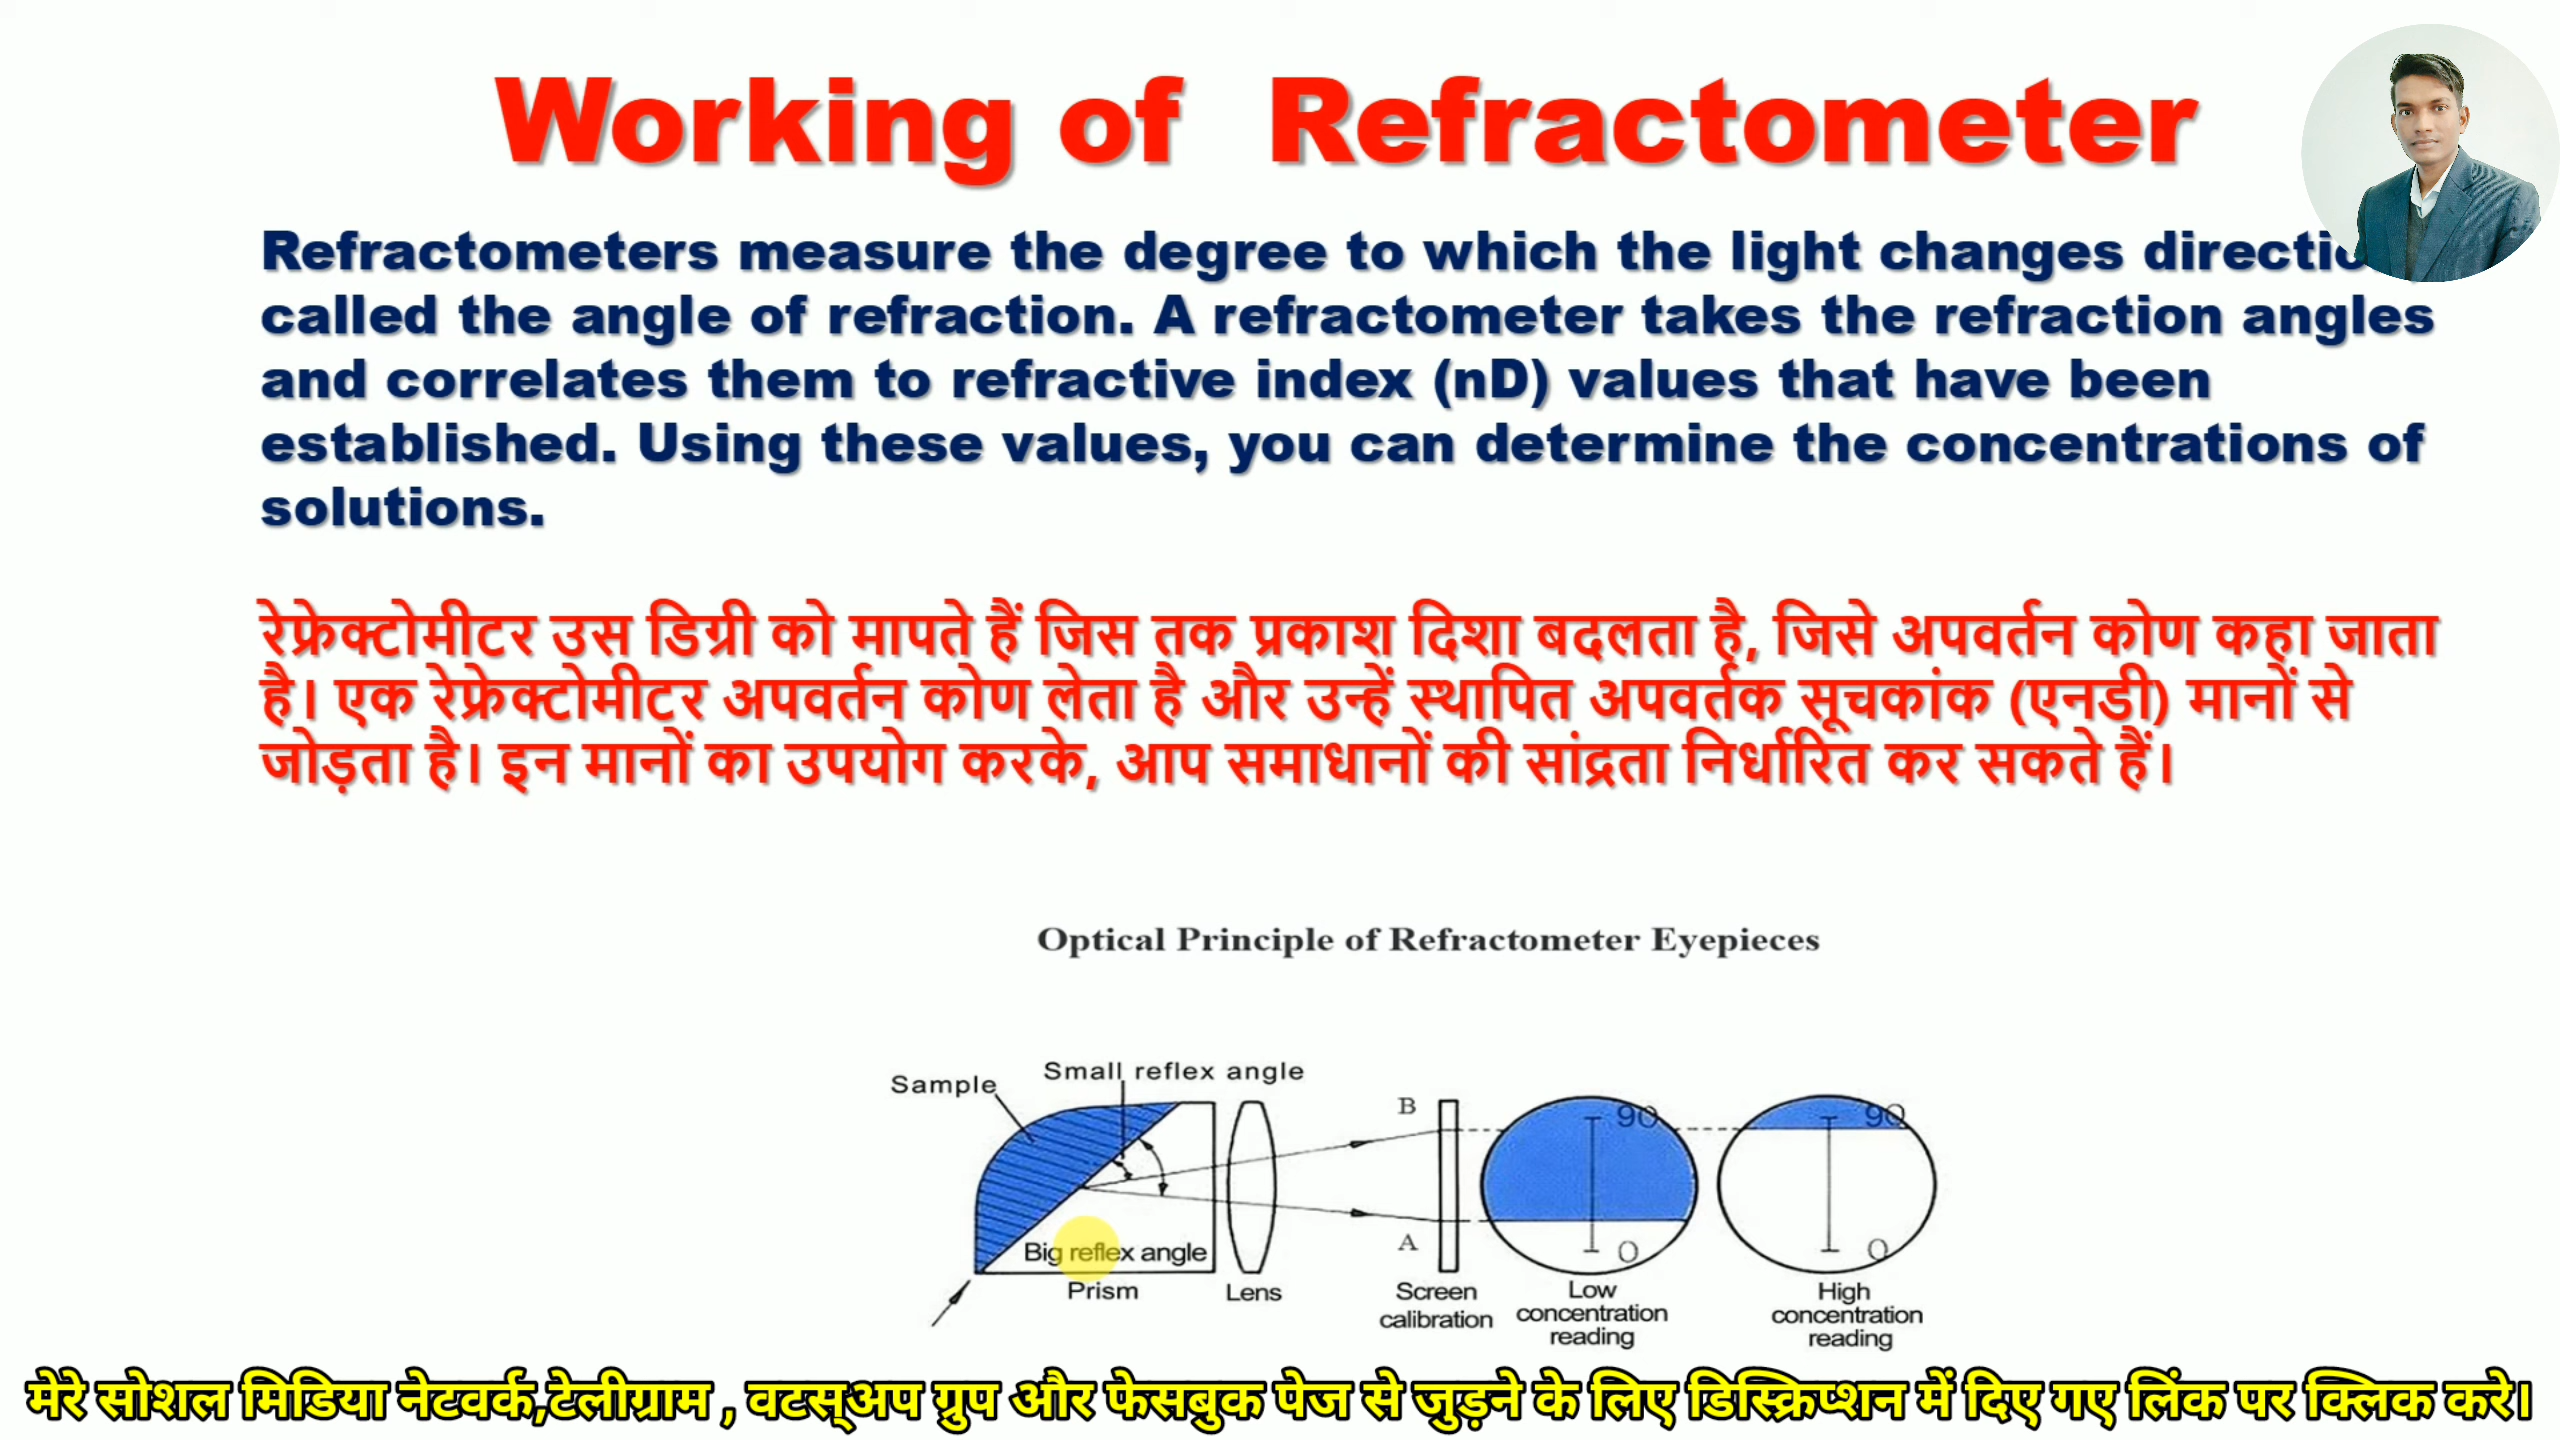 Working of Refractometer
Refractometers measure the degree to which the light changes
called the angle of refraction. A refractometer takes the refraction angles
and correlates them to refractive index (nD) values that have been
established. Using these values, you can determine the concentrations of
solutions.
रेफ्रेक्टोमीटर उस डिग्री को मापते हैं जिस तक प्रकाश दिशा बदलता है, जिसे अपवर्तन कोण कहा जाता
है। एक रेफ्रेक्टोमीटर अपवर्तन कोण लेता है और उन्हें स्थापित अपवर्तक सूचकांक (एनडी) मानों से
जोड़ता है। इन मानों का उपयोग करके, आप समाधानों की सांद्रता निर्धारित कर सकते हैं।
Optical Principle of Refractometer Eyepieces
Small reflex angle
Sample
B
90
90
A
0
0
Big reflex angle
Prism
Lens
Screen
calibration
Low
concentration
reading
High
concentration
reading
मेरे सोशल मिडिया नेटवर्क,टेलीग्राम , वटस्अप ग्रुप और फेसबुक पेज से जुड़ने के लिए डिस्क्रिप्शन में दिए गए लिंक पर क्लिक करे।